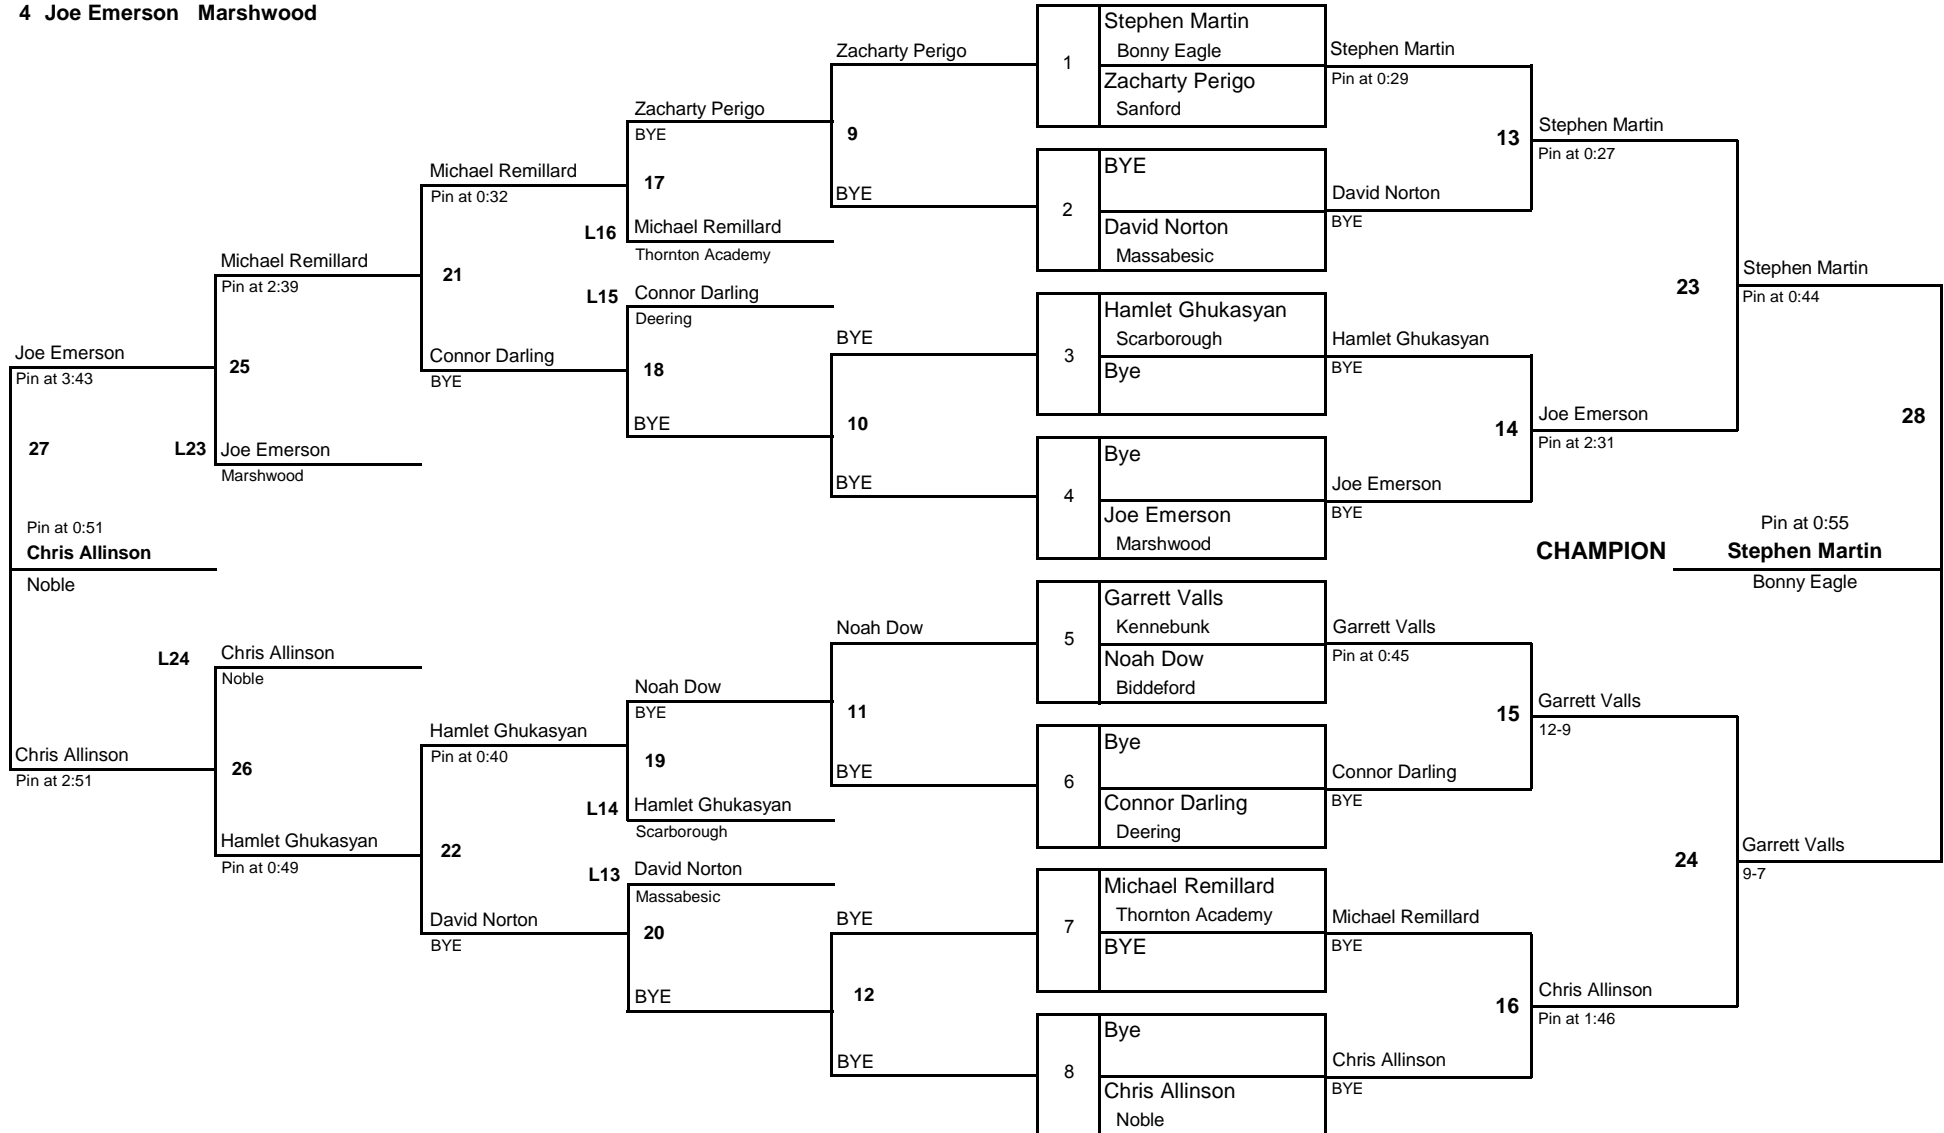 4 Joe Emerson Marshwood
Stephen Martin
Zacharty Perigo
Bonny Eagle
Stephen Martin
1
Zacharty Perigo
Pin at 0:29
Sanford
Zacharty Perigo
BYE
9
13
Stephen Martin
Pin at 0:27
BYE
Michael Remillard
Pin at 0:32
17
BYE
2
David Norton
BYE
L16
Michael Remillard
Thornton Academy
David Norton
Massabesic
Michael Remillard
Pin at 2:39
21
Stephen Martin
Pin at 0:44
23
L15
Connor Darling
Deering
Hamlet Ghukasyan
Scarborough
BYE
3
Hamlet Ghukasyan
BYE
Bye
Joe Emerson
Pin at 3:43
25
Connor Darling
BYE
18
BYE
10
14
Joe Emerson
Pin at 2:31
28
27
L23
Joe Emerson
Marshwood
Bye
BYE
4
Joe Emerson
BYE
Joe Emerson
Marshwood
Pin at 0:51
Chris Allinson
Noble
Pin at 0:55
CHAMPION
Stephen Martin
Bonny Eagle
Garrett Valls
Kennebunk
Noah Dow
5
Garrett Valls
Pin at 0:45
Noah Dow
Biddeford
L24
Chris Allinson
Noble
Noah Dow
BYE
11
15
Garrett Valls
12-9
Hamlet Ghukasyan
Pin at 0:40
19
Bye
BYE
6
Connor Darling
BYE
Chris Allinson
Pin at 2:51
26
L14
Hamlet Ghukasyan
Scarborough
Connor Darling
Deering
Hamlet Ghukasyan
Pin at 0:49
22
24
Garrett Valls
9-7
L13
David Norton
Massabesic
Michael Remillard
Thornton Academy
BYE
7
Michael Remillard
BYE
BYE
David Norton
BYE
20
BYE
12
16
Chris Allinson
Pin at 1:46
Bye
BYE
8
Chris Allinson
BYE
Chris Allinson
Noble